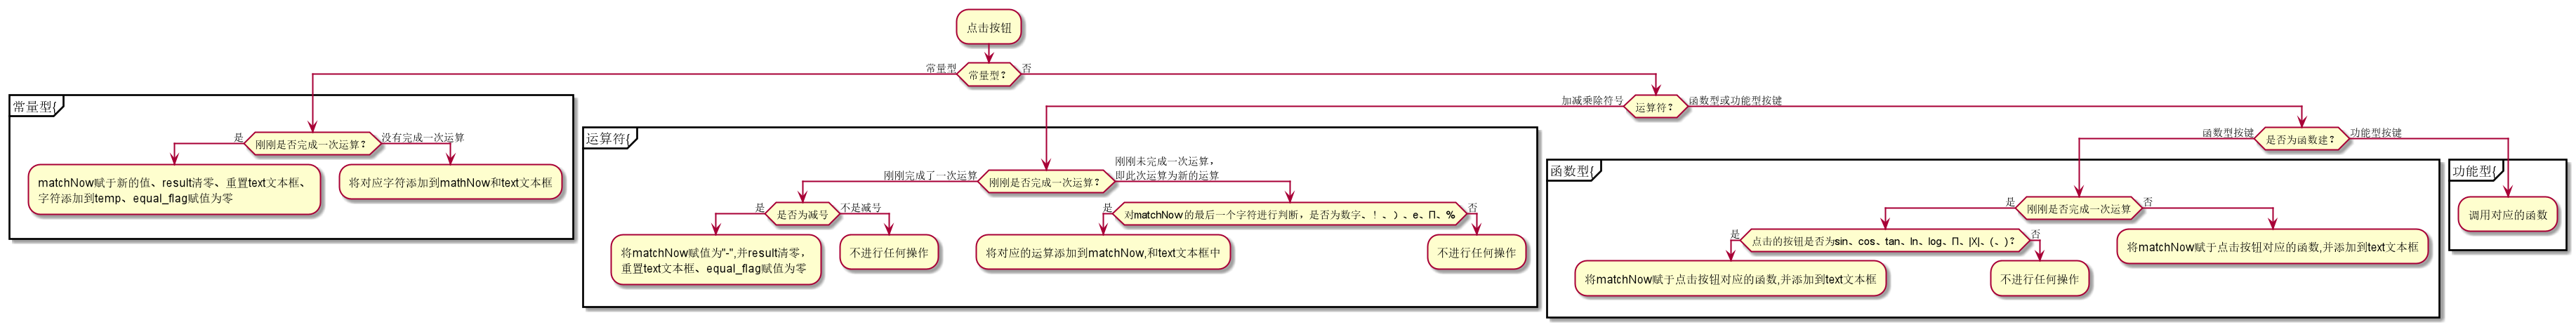 点击按钮
常量型
常量型？
否
常量型{
刚刚是否完成一次运算？
是
没有完成一次运算
matchNow赋于新的值、result清零、重置text文本框、
字符添加到temp、equal_flag赋值为零
将对应字符添加到mathNow和text文本框
加减乘除符号
运算符？
函数型或功能型按键
运算符{
刚刚完成了一次运算
刚刚是否完成一次运算？
刚刚未完成一次运算，
即此次运算为新的运算
是
是否为减号
不是减号
将matchNow赋值为"-",并result清零，
重置text文本框、equal_flag赋值为零
不进行任何操作
是
对matchNow的最后一个字符进行判断，是否为数字、！、）、e、Π、%
否
将对应的运算添加到matchNow,和text文本框中
不进行任何操作
函数型按键
是否为函数建？
功能型按键
函数型{
是
刚刚是否完成一次运算
否
是
点击的按钮是否为sin、cos、tan、ln、log、Π、|X|、(、)？
否
将matchNow赋于点击按钮对应的函数,并添加到text文本框
不进行任何操作
将matchNow赋于点击按钮对应的函数,并添加到text文本框
功能型{
调用对应的函数